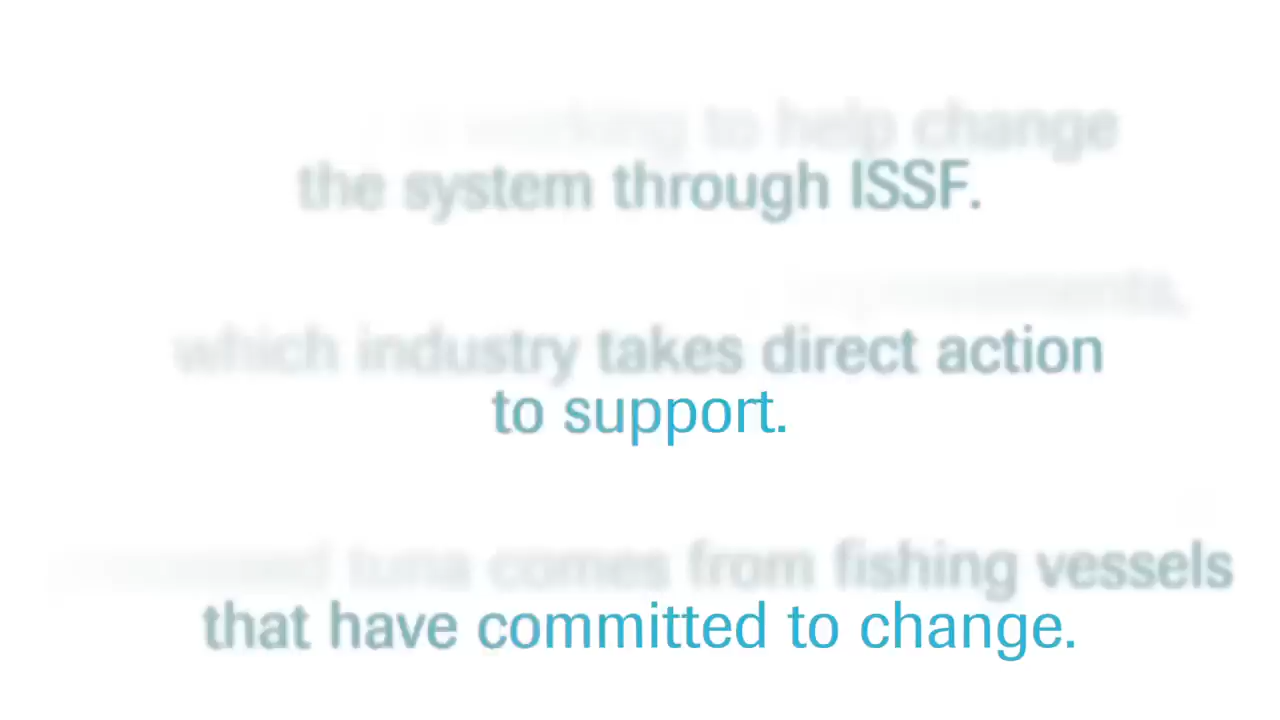 working to help change
the system through ISSF.
improvements,
which industry takes direct action
to support.
tuna comes from fishing vessels
that have committed to change.